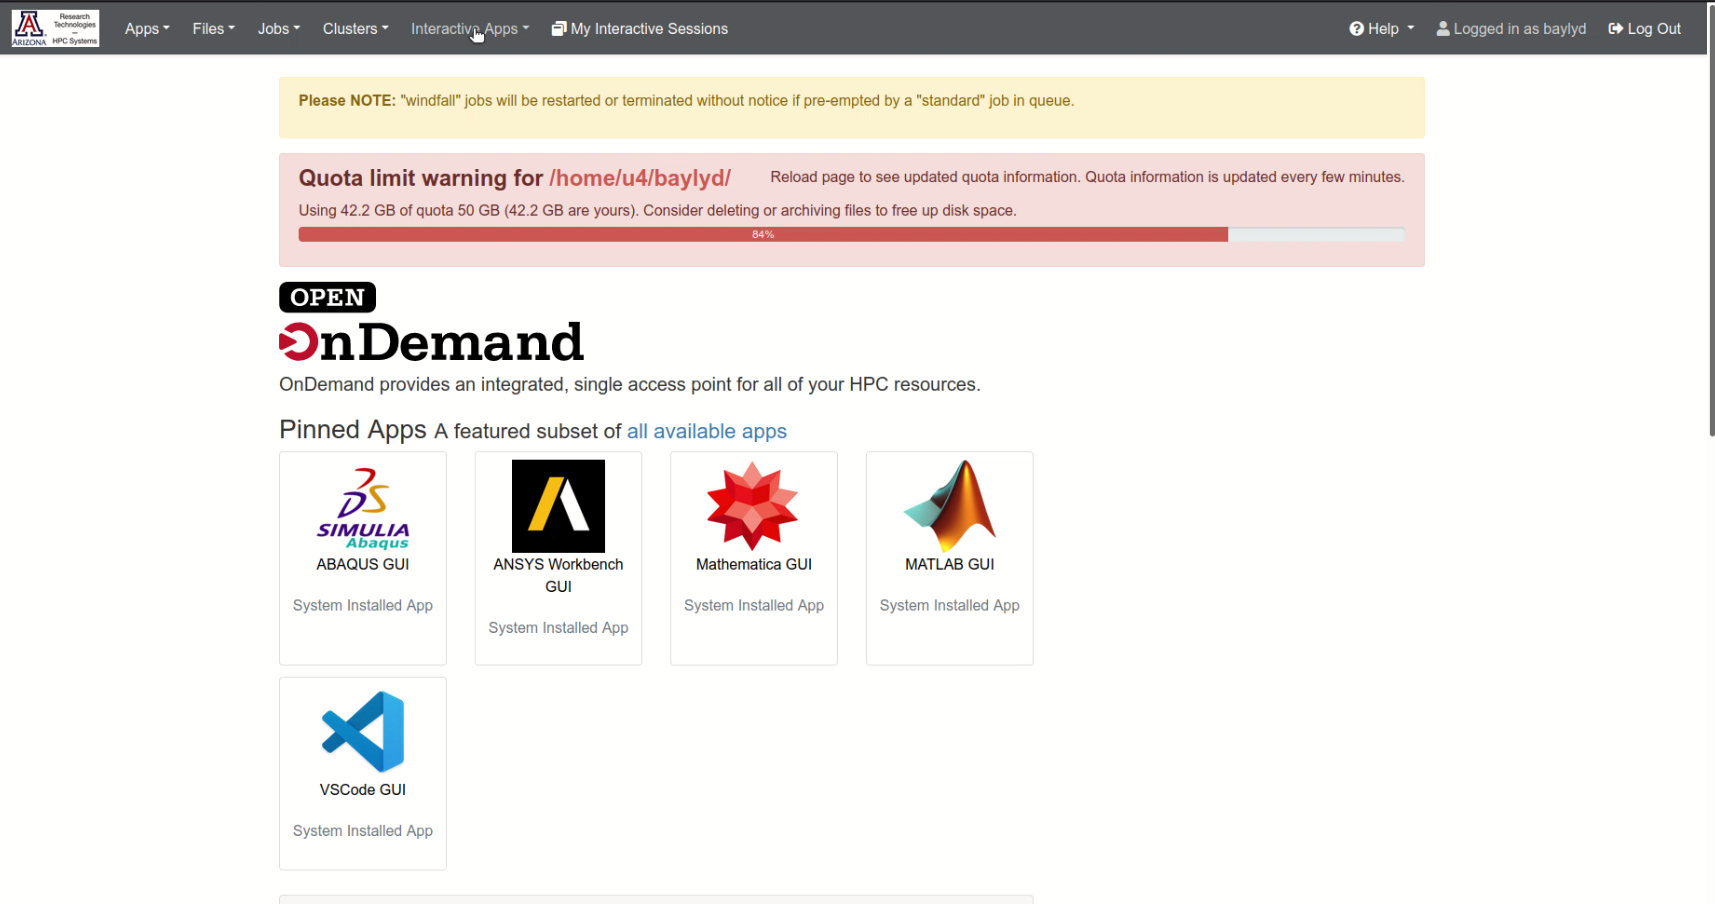 A ARIZONA
Research
Technologies
–
HPC Systems
Apps Files Jobs Clusters Interactive Apps My Interactive Sessions Help Logged in as baylyd Log Out
Please NOTE: "windfall" jobs will be restarted or terminated without notice if pre-empted by a "standard" job in queue.
Quota limit warning for /home/u4/baylyd/ Reload page to see updated quota information. Quota information is updated every few minutes.
Using 42.2 GB of quota 50 GB (42.2 GB are yours). Consider deleting or archiving files to free up disk space.
84%
OPEN
OnDemand
OnDemand provides an integrated, single access point for all of your HPC resources.
Pinned Apps A featured subset of all available apps
SIMULIA
Abaqus
ABAQUS GUI
System Installed App
ANSYS Workbench
GUI
System Installed App
Mathematica GUI
System Installed App
MATLAB GUI
System Installed App
VSCode GUI
System Installed App